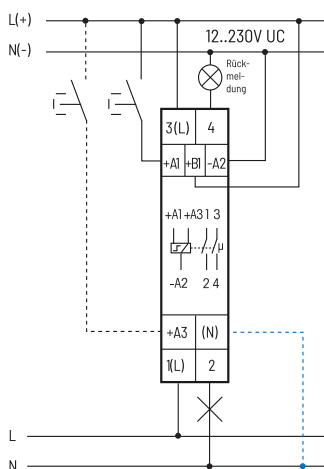 L(+)
12..230V UC
N(-)
Rück-
mel-
dung
3(L) 4
+A1 +B1 -A2
+A1 +A3 1 3
µ
-A2 2 4
+A3 (N)
1(L) 2
L
N